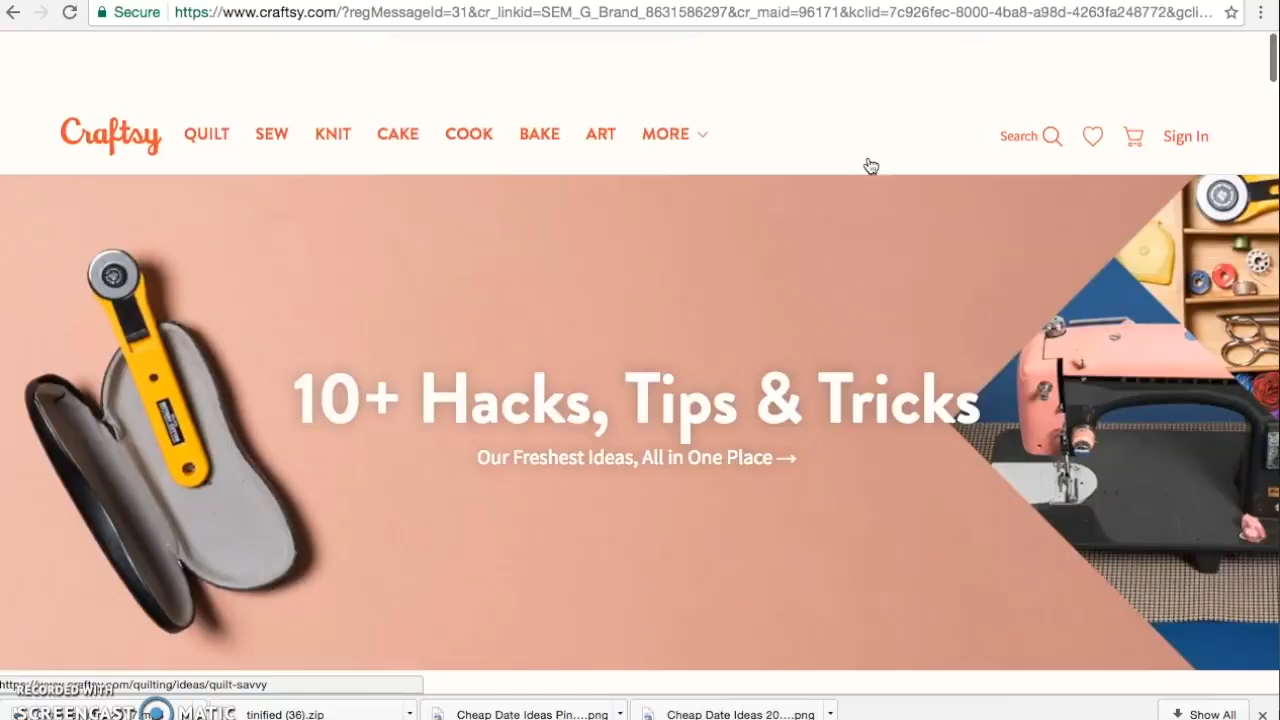 Secure https://www.craftsy.com/?regMessageId=31&cr_linkid=SEM_G_Brand_8631586297&cr_maid=96171&kclid=7c926fec-8000-4ba8-a98d-4263fa248772&gcli...
Craftsy QUILT SEW KNIT CAKE COOK BAKE ART MORE Search Sign In
10+ Hacks, Tips & Tricks
Our Freshest Ideas, All in One Place →
craftsy.com/quilting/ideas/quilt-savvy
RECORDED WITH
SCREENCAST MATIC
tinified (36).zip Cheap Date Ideas Pin....png Cheap Date Ideas 20....png Show All